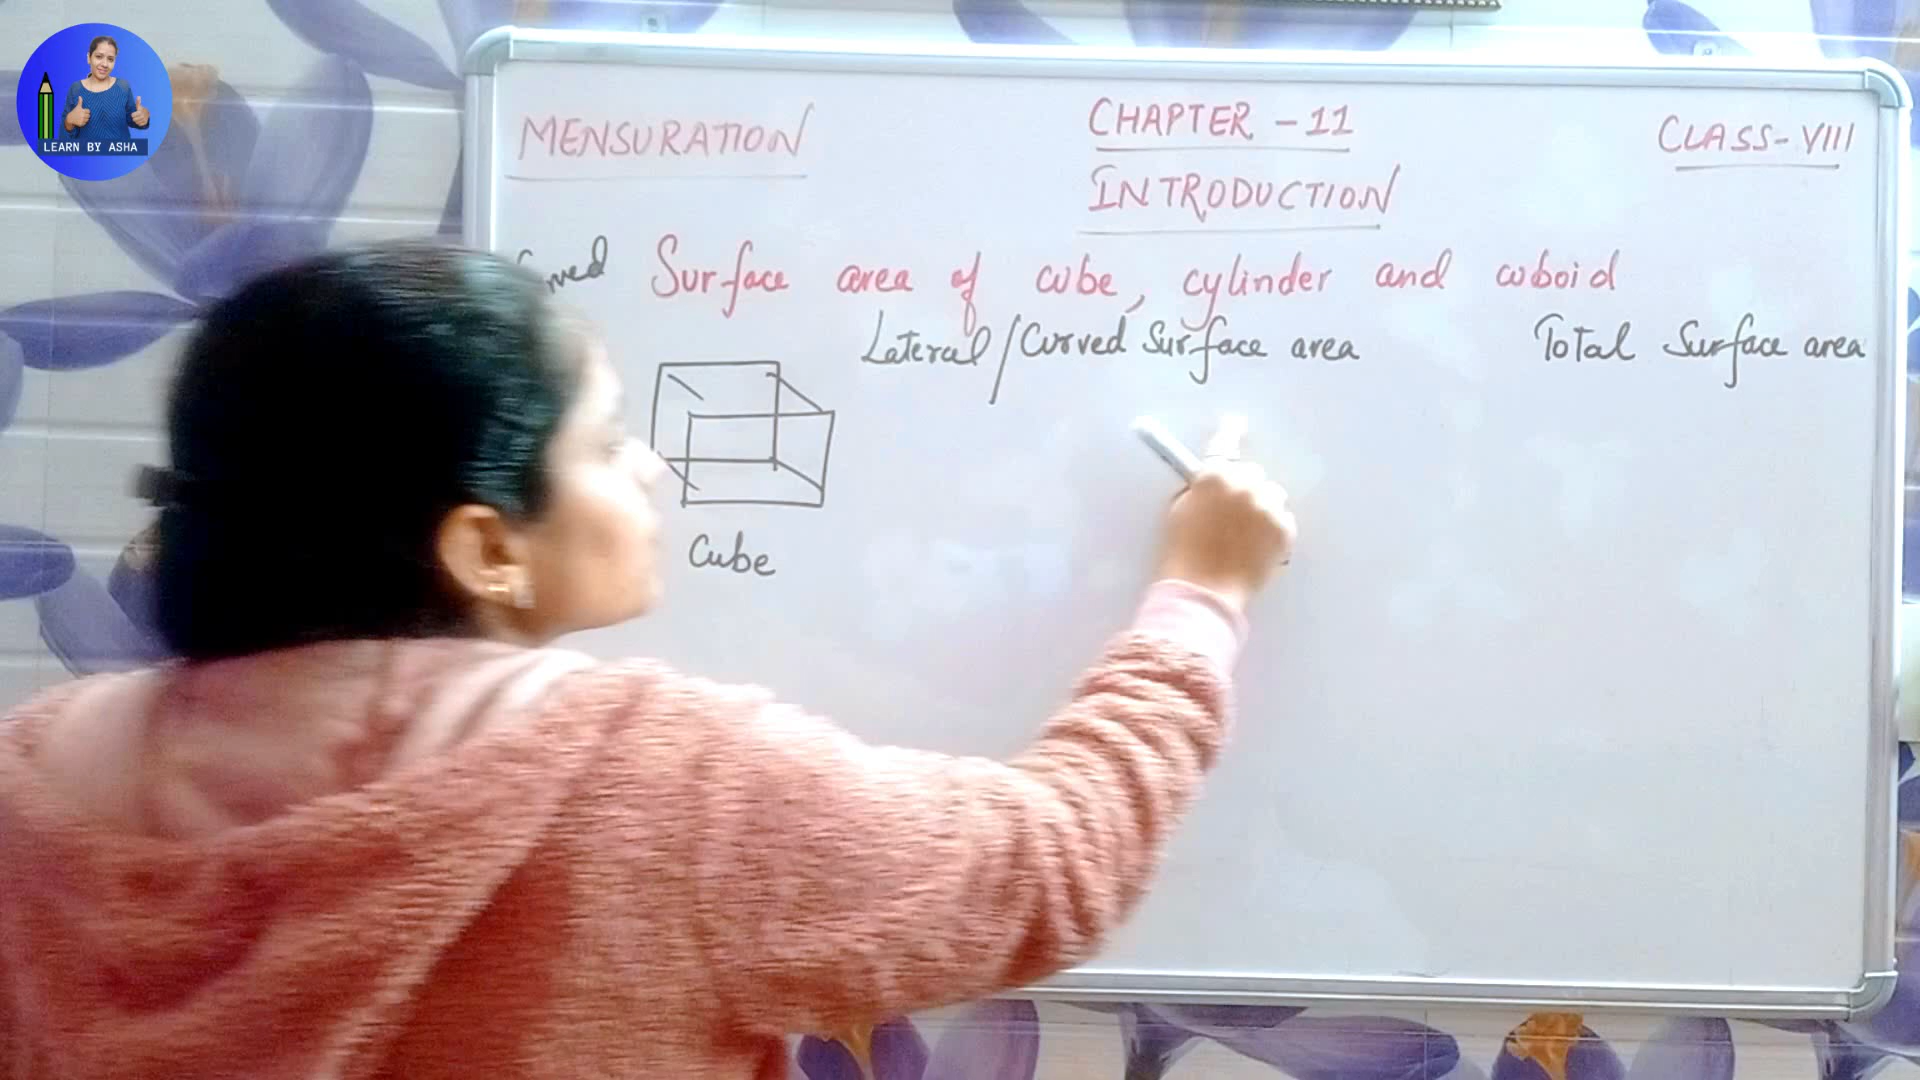 LEARN BY ASHA
MENSURATION
CHAPTER - 11
CLASS - VIII
INTRODUCTION
Surface area of cube, cylinder and cuboid
Lateral / Curved Surface area
Total Surface area
Cube